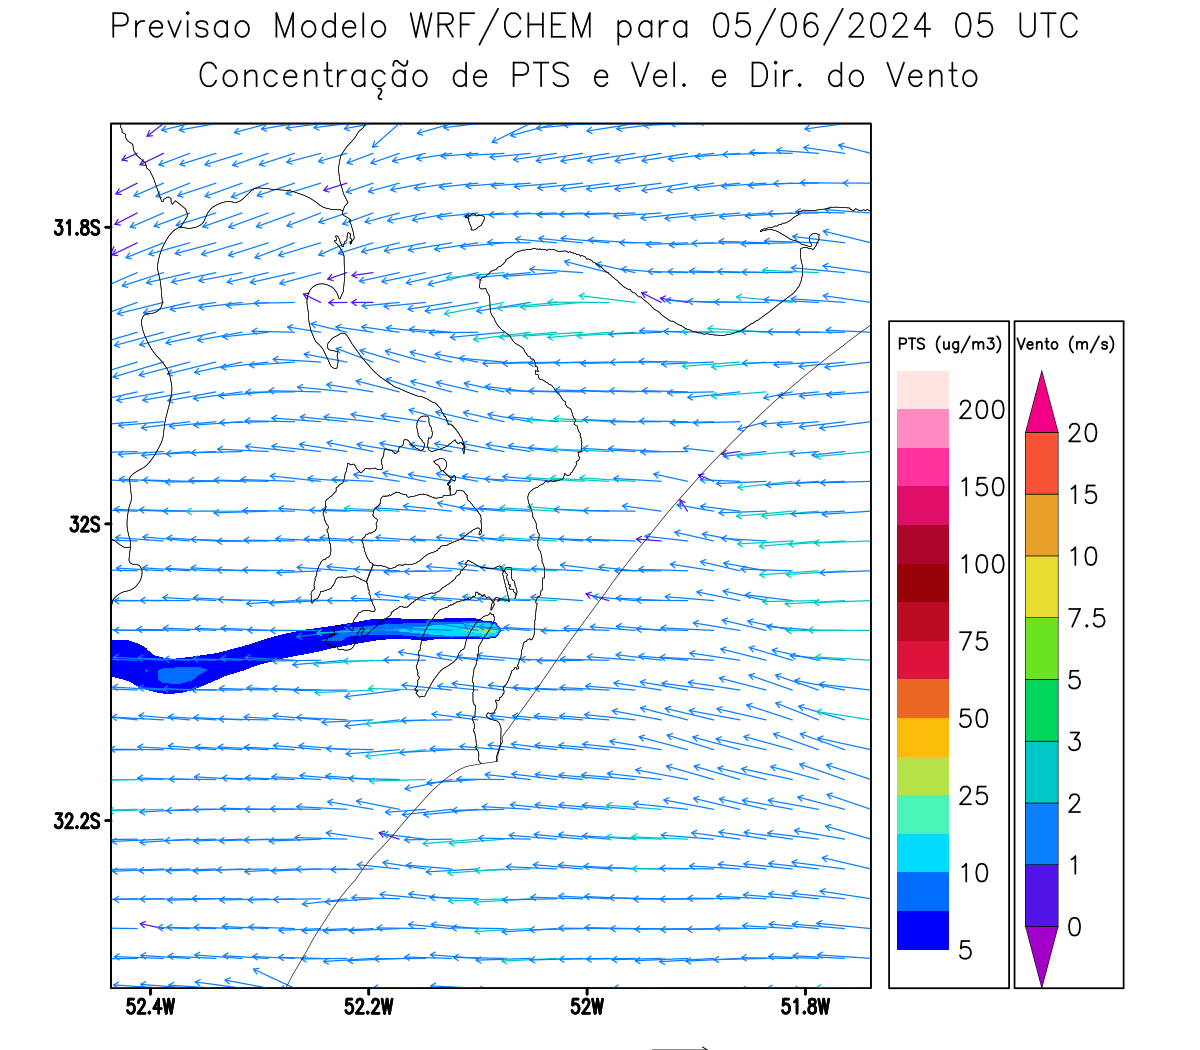 Previsao Modelo WRF/CHEM para 05/06/2024 05 UTC
Concentração de PTS e Vel. e Dir. do Vento
31.8S
32S
32.2S
52.4W 52.2W 52W 51.8W
PTS (ug/m3)
200
150
100
75
50
25
10
5
Vento (m/s)
20
15
10
7.5
5
3
2
1
0